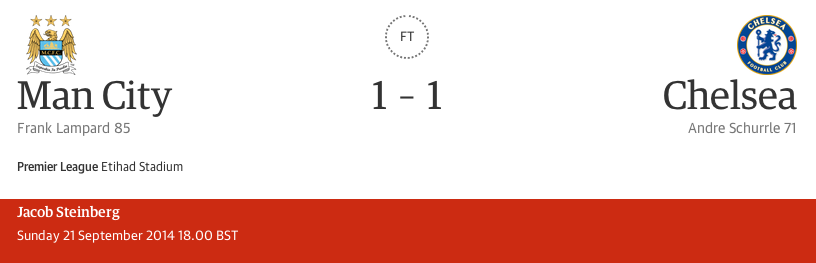 FT
M.C.F.C
CHELSEA
FOOTBALL CLUB
Man City
1 - 1
Chelsea
Frank Lampard 85
Andre Schurrle 71
Premier League Etihad Stadium
Jacob Steinberg
Sunday 21 September 2014 18.00 BST